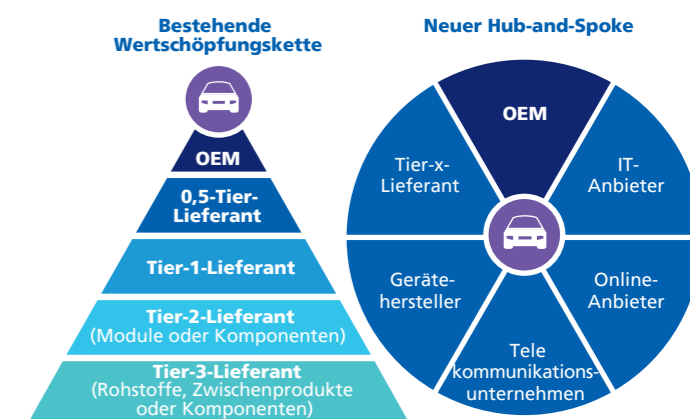 Bestehende
Wertschöpfungskette
OEM
0,5-Tier-
Lieferant
Tier-1-Lieferant
Tier-2-Lieferant
(Module oder Komponenten)
Tier-3-Lieferant
(Rohstoffe, Zwischenprodukte
oder Komponenten)
Neuer Hub-and-Spoke
OEM
IT-
Anbieter
Online-
Anbieter
Tele
kommunikations-
unternehmen
Geräte-
hersteller
Tier-x-
Lieferant